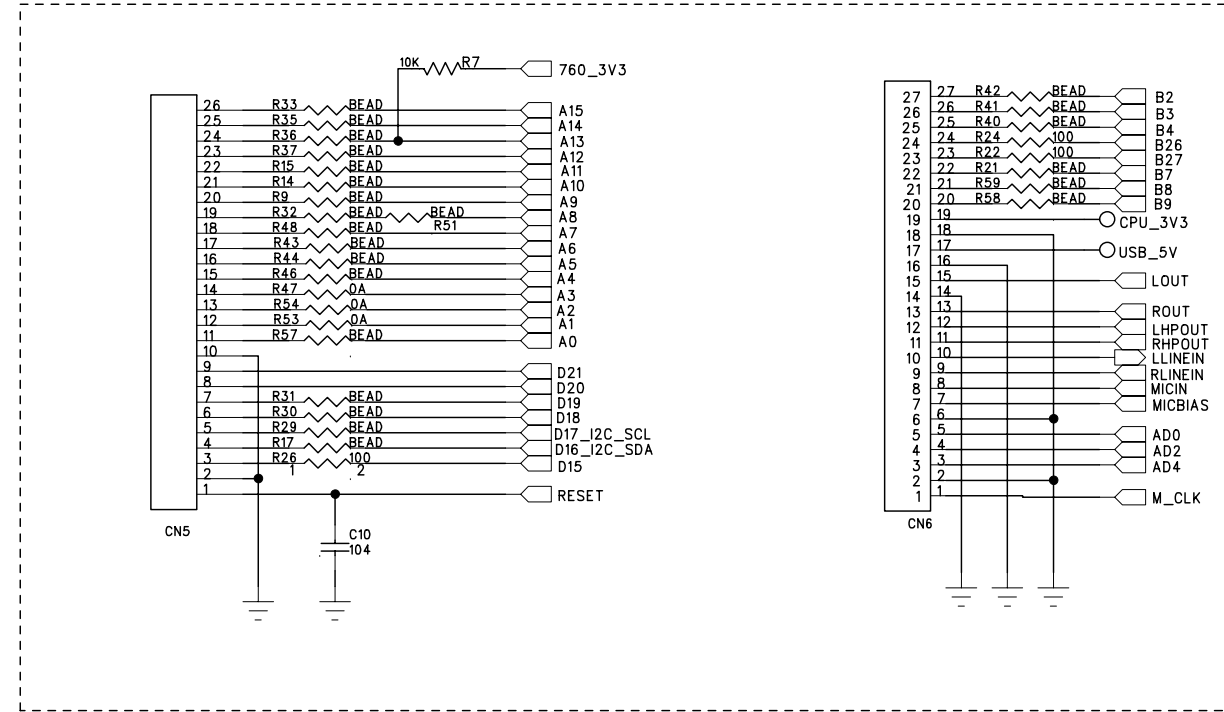 10K R7 760_3V3
26 R33 BEAD A15
25 R35 BEAD A14
24 R36 BEAD A13
23 R37 BEAD A12
22 R15 BEAD A11
21 R14 BEAD A10
20 R9 BEAD A9
19 R32 BEAD BEAD R51 A8
18 R48 BEAD A7
17 R43 BEAD A6
16 R44 BEAD A5
15 R46 BEAD A4
14 R47 0A A3
13 R54 0A A2
12 R53 0A A1
11 R57 BEAD A0
10
9 D21
8 D20
7 R31 BEAD D19
6 R30 BEAD D18
5 R29 BEAD D17_I2C_SCL
4 R17 BEAD D16_I2C_SDA
3 R26 100 D15
1 2
2
1 RESET
CN5
C10
104
27 27 R42 BEAD B2
26 26 R41 BEAD B3
25 25 R40 BEAD B4
24 24 R24 100 B26
23 23 R22 100 B27
22 22 R21 BEAD B7
21 21 R59 BEAD B8
20 20 R58 BEAD B9
19 19 CPU_3V3
18 18
17 17 USB_5V
16 16
15 15 LOUT
14 14
13 13 ROUT
12 12 LHPOUT
11 11 RHPOUT
10 10 LLINEIN
9 9 RLINEIN
8 8 MICIN
7 7 MICBIAS
6 6
5 5 AD0
4 4 AD2
3 3 AD4
2 2
1 1 M_CLK
CN6